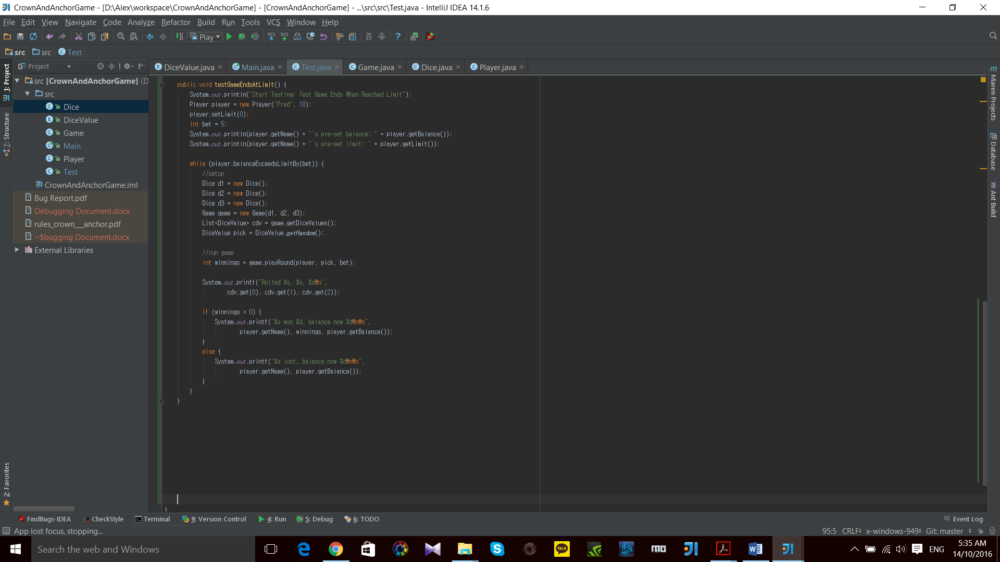 CrownAndAnchorGame - [D:\Alex\workspace\CrownAndAnchorGame] - [CrownAndAnchorGame] - ...\src\src\Test.java - IntelliJ IDEA 14.1.6
File Edit View Navigate Code Analyze Refactor Build Run Tools VCS Window Help
Play
src src Test
Project
DiceValue.java Main.java Test.java Game.java Dice.java Player.java
1: Project
7: Structure
2: Favorites
src [CrownAndAnchorGame] (D
src
Dice
DiceValue
Game
Main
Player
Test
CrownAndAnchorGame.iml
Bug Report.pdf
Debugging Document.docx
rules_crown___anchor.pdf
~$bugging Document.docx
External Libraries
public void testGameEndsAtLimit() {
System.out.println("Start Testing: Test Game Ends When Reached Limit");
Player player = new Player("Fred", 10);
player.setLimit(0);
int bet = 5;
System.out.println(player.getName() + "'s pre-set balance: " + player.getBalance());
System.out.println(player.getName() + "'s pre-set limit: " + player.getLimit());
while (player.balanceExceedsLimitBy(bet)) {
//setup
Dice d1 = new Dice();
Dice d2 = new Dice();
Dice d3 = new Dice();
Game game = new Game(d1, d2, d3);
List<DiceValue> cdv = game.getDiceValues();
DiceValue pick = DiceValue.getRandom();
//run game
int winnings = game.playRound(player, pick, bet);
System.out.printf("Rolled %s, %s, %s₩n",
cdv.get(0), cdv.get(1), cdv.get(2));
if (winnings > 0) {
System.out.printf("%s won %d, balance now %d₩n₩n",
player.getName(), winnings, player.getBalance());
}
else {
System.out.printf("%s lost, balance now %d₩n₩n",
player.getName(), player.getBalance());
}
}
}
}
Maven Projects
Database
Ant Build
FindBugs-IDEA CheckStyle Terminal 9: Version Control 4: Run 5: Debug 6: TODO Event Log
App lost focus, stopping... 95:5 CRLF x-windows-949 Git: master
Search the web and Windows
TALK
ENG
5:35 AM
14/10/2016